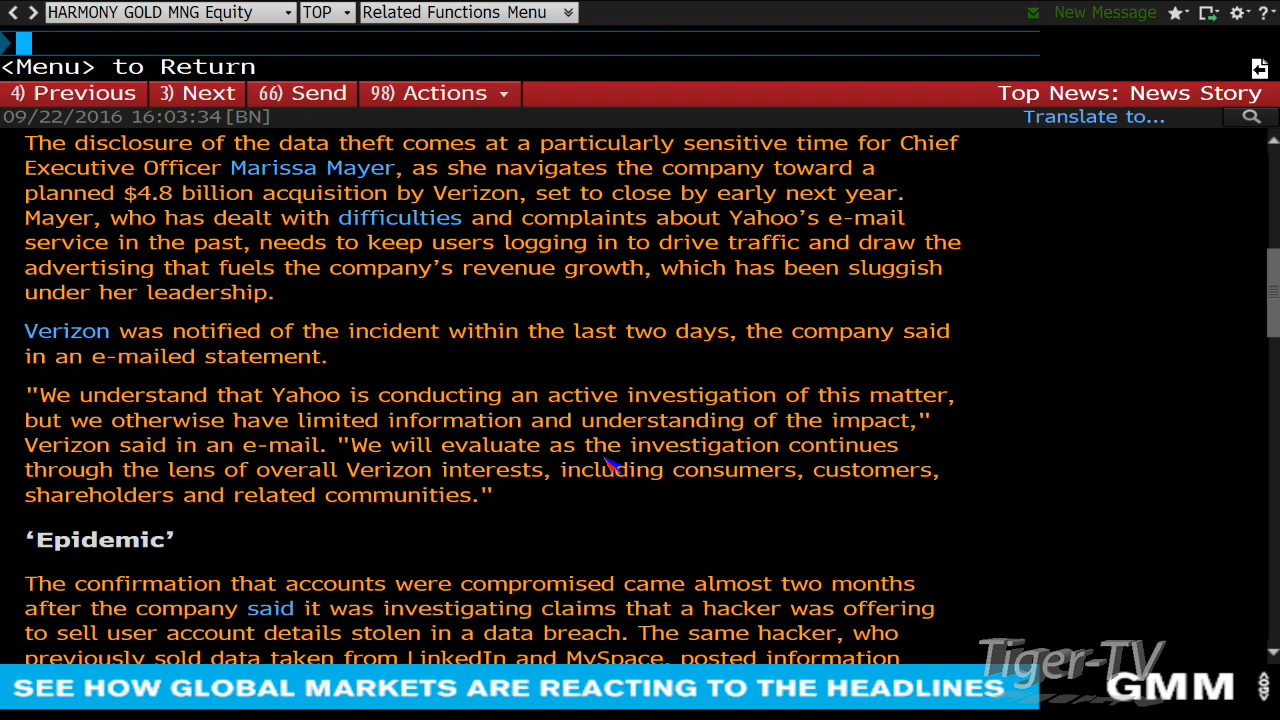 HARMONY GOLD MNG Equity TOP Related Functions Menu New Message ?
<Menu> to Return
4) Previous 3) Next 66) Send 98) Actions Top News: News Story
09/22/2016 16:03:34 [BN] Translate to...
The disclosure of the data theft comes at a particularly sensitive time for Chief
Executive Officer Marissa Mayer, as she navigates the company toward a
planned $4.8 billion acquisition by Verizon, set to close by early next year.
Mayer, who has dealt with difficulties and complaints about Yahoo's e-mail
service in the past, needs to keep users logging in to drive traffic and draw the
advertising that fuels the company's revenue growth, which has been sluggish
under her leadership.
Verizon was notified of the incident within the last two days, the company said
in an e-mailed statement.
"We understand that Yahoo is conducting an active investigation of this matter,
but we otherwise have limited information and understanding of the impact,"
Verizon said in an e-mail. "We will evaluate as the investigation continues
through the lens of overall Verizon interests, including consumers, customers,
shareholders and related communities."
‘Epidemic’
The confirmation that accounts were compromised came almost two months
after the company said it was investigating claims that a hacker was offering
to sell user account details stolen in a data breach. The same hacker, who
previously sold data taken from LinkedIn and MySpace, posted information
Tiger-TV
SEE HOW GLOBAL MARKETS ARE REACTING TO THE HEADLINES GMM